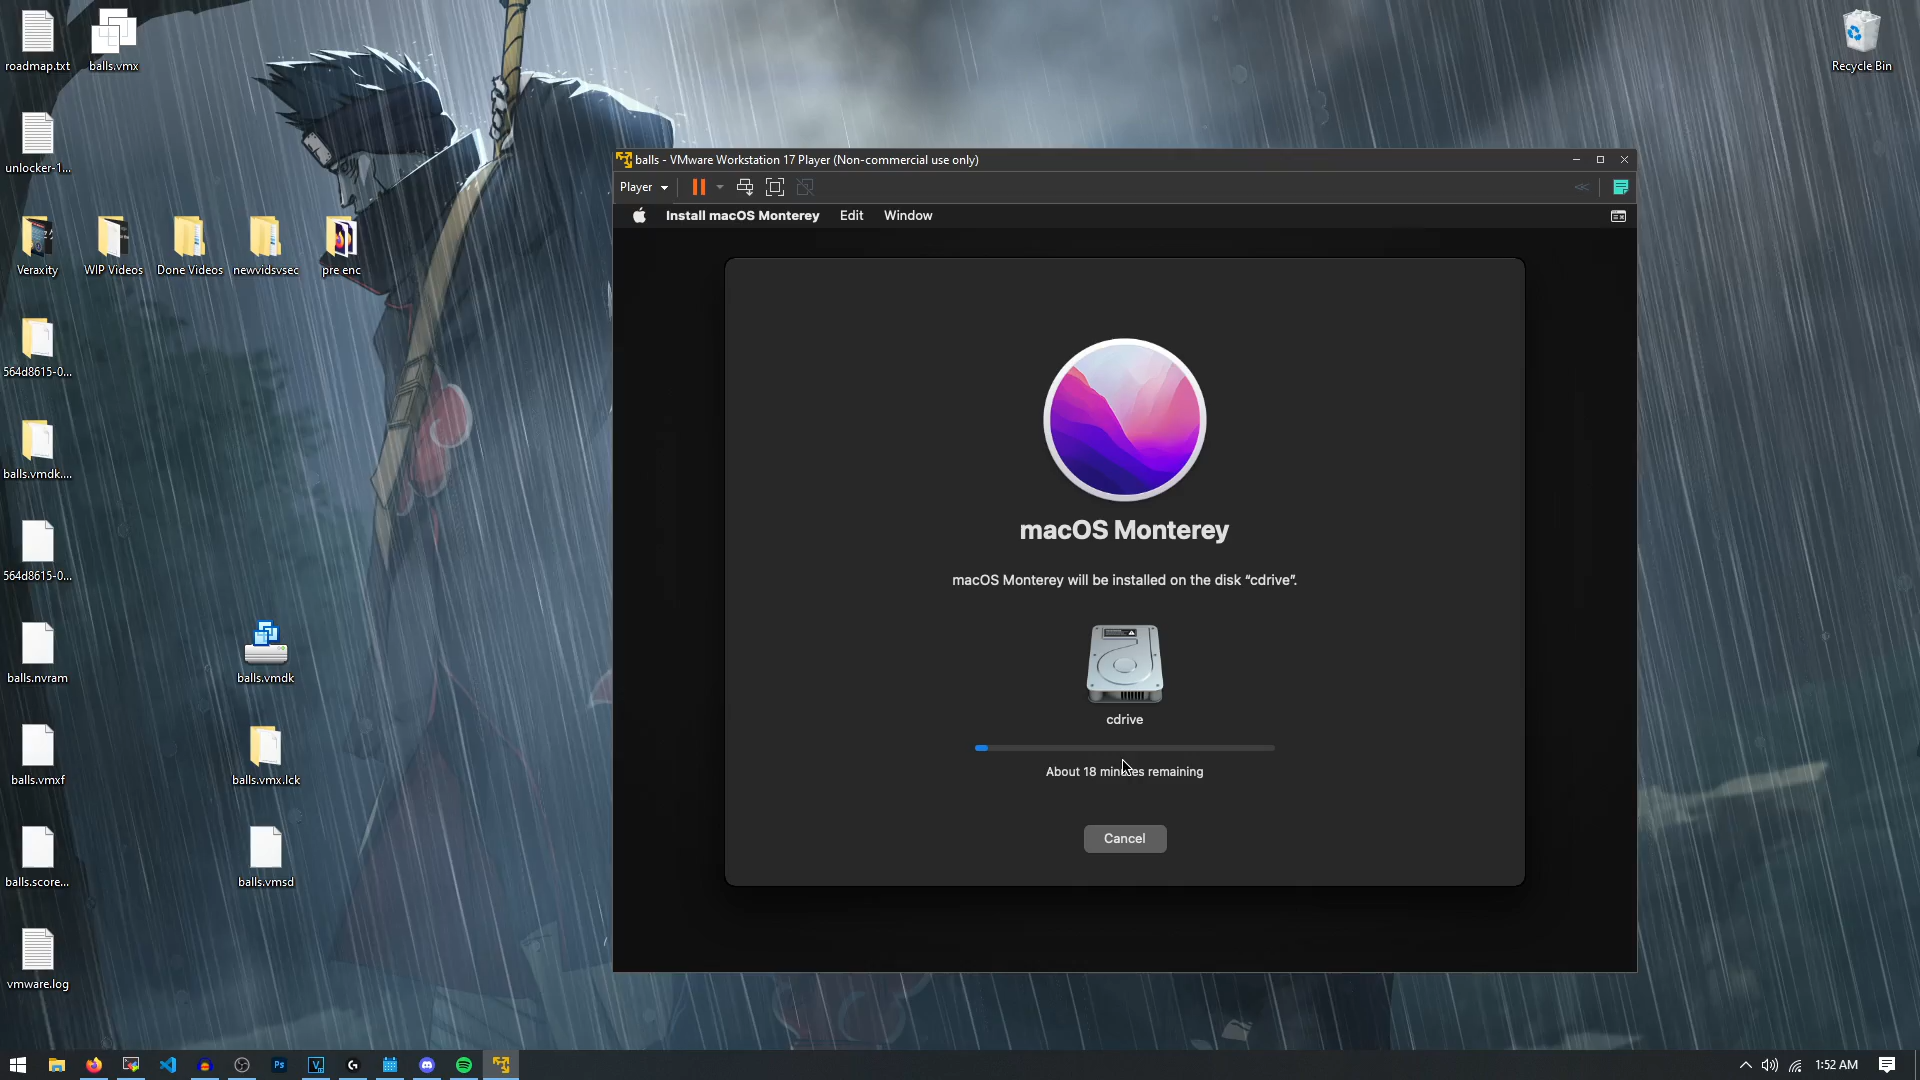 roadmap.txt
balls.vmx
Recycle Bin
unlocker-1...
Veraxity
WIP Videos
Done Videos
newvidsvsec
pre enc
564d8615-0...
balls.vmdk....
564d8615-0...
balls.nvram
balls.vmdk
balls.vmxf
balls.vmx.lck
balls.score...
balls.vmsd
vmware.log
balls - VMware Workstation 17 Player (Non-commercial use only)
Player
Install macOS Monterey Edit Window
macOS Monterey
macOS Monterey will be installed on the disk “cdrive”.
cdrive
About 18 minutes remaining
Cancel
Ps
1:52 AM